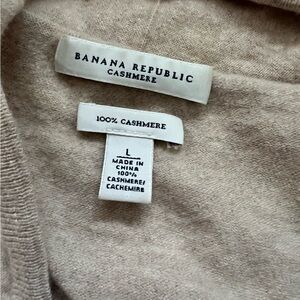 BANANA REPUBLIC
CASHMERE
100% CASHMERE
L
MADE IN
CHINA
100%
CASHMERE/
CACHEMIRE